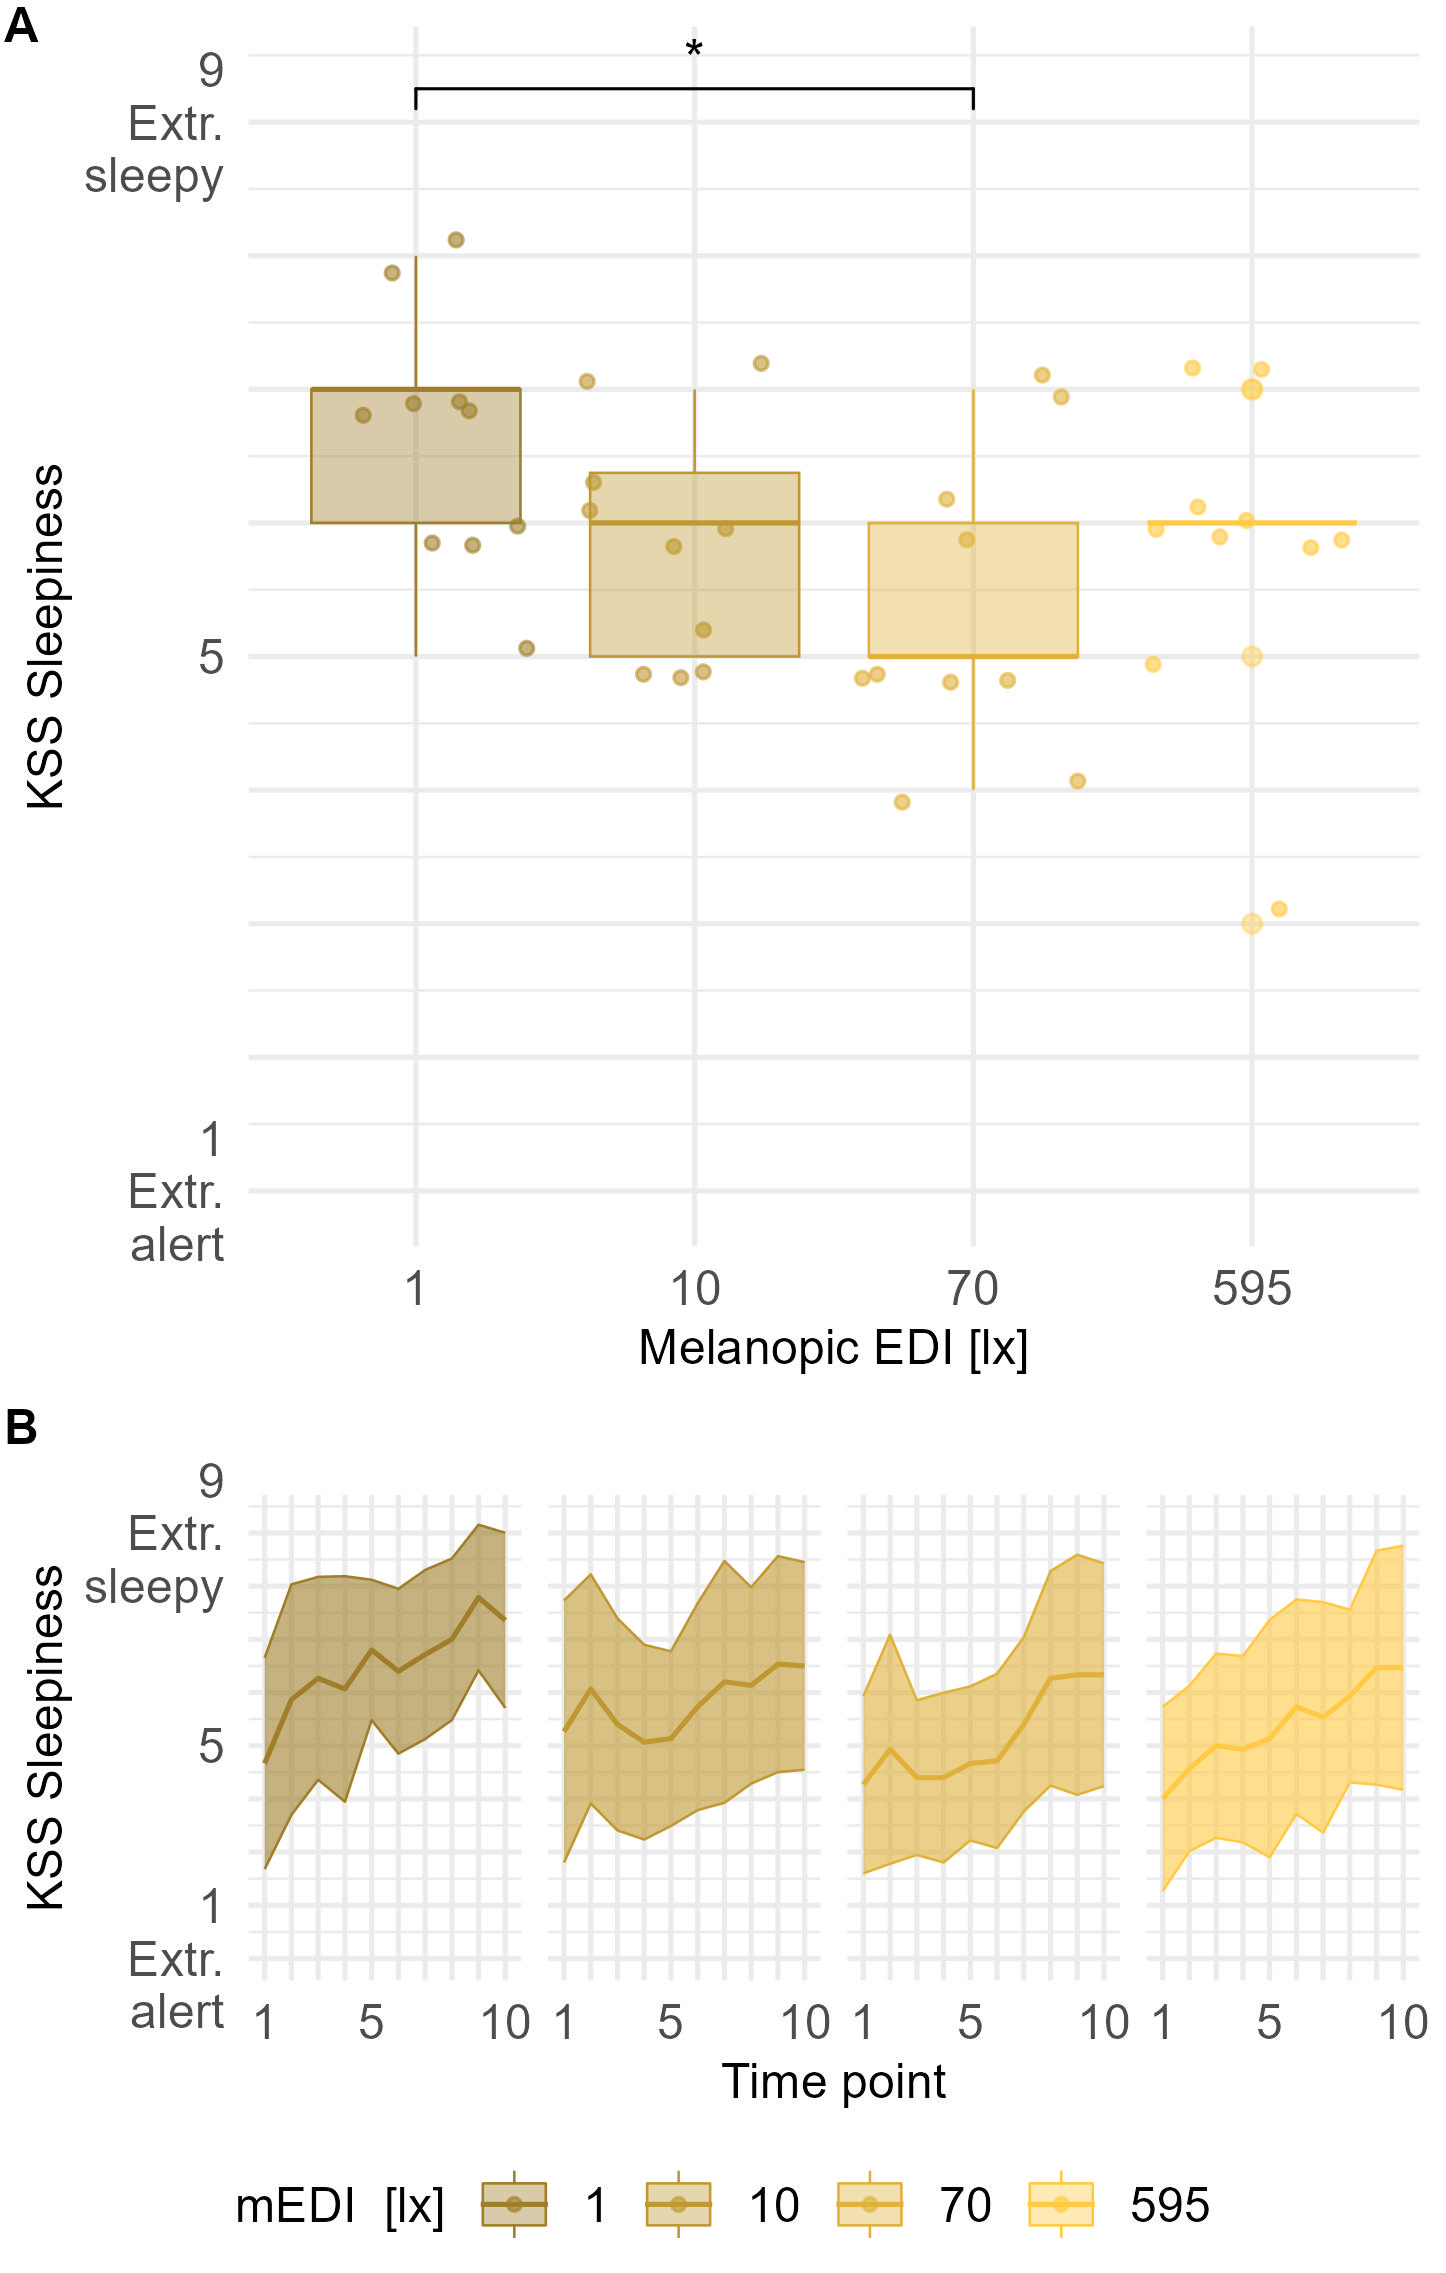 A
9
Extr.
sleepy
*
KSS Sleepiness
5
1
Extr.
alert
1 10 70 595
Melanopic EDI [lx]
B
9
Extr.
sleepy
KSS Sleepiness
5
1
Extr.
alert
1 5 10 1 5 10 1 5 10 1 5 10
Time point
mEDI [lx] 1 10 70 595